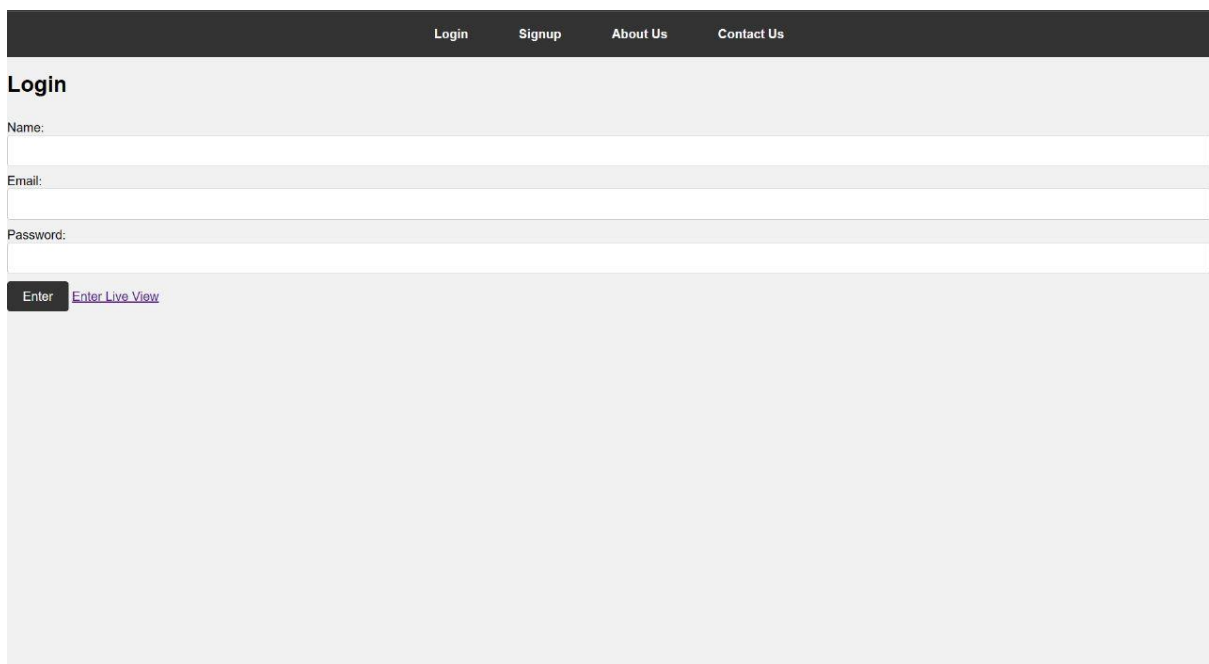 Login Signup About Us Contact Us
Login
Name:
Email:
Password:
Enter Enter Live View